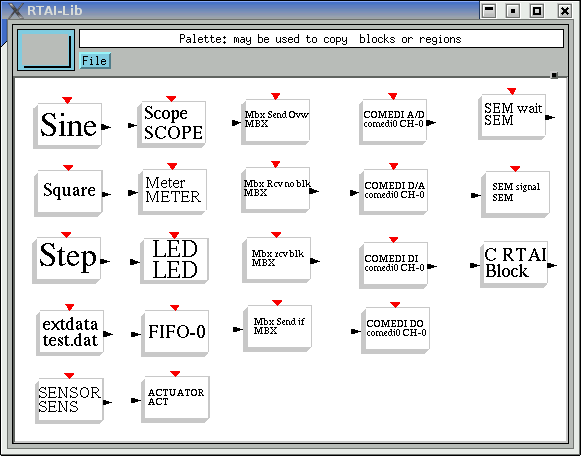 RTAI-Lib
Palette: may be used to copy blocks or regions
File
Sine
Scope
SCOPE
Mbx Send Ovw
MBX
COMEDI A/D
comedi0 CH-0
SEM wait
SEM
Square
Meter
METER
Mbx Rcv no blk
MBX
COMEDI D/A
comedi0 CH-0
SEM signal
SEM
Step
LED
LED
Mbx rcv blk
MBX
COMEDI DI
comedi0 CH-0
C RTAI
Block
extdata
test.dat
FIFO-0
Mbx Send if
MBX
COMEDI DO
comedi0 CH-0
SENSOR
SENS
ACTUATOR
ACT